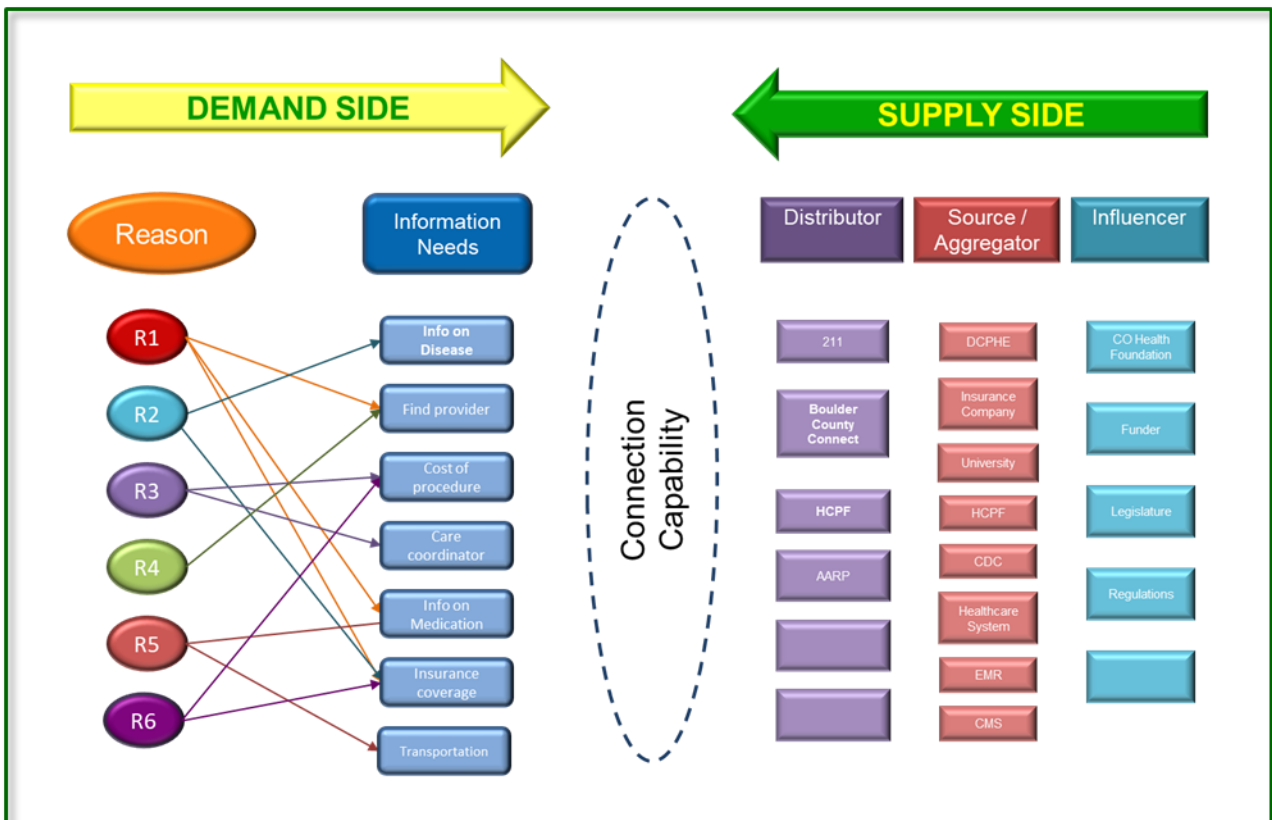 DEMAND SIDE
SUPPLY SIDE
Reason
Information
Needs
Distributor
Source /
Aggregator
Influencer
R1
R2
R3
R4
R5
R6
Info on
Disease
Find provider
Cost of
procedure
Care
coordinator
Info on
Medication
Insurance
coverage
Transportation
Connection
Capability
211
Boulder
County
Connect
HCPF
AARP
DCPHE
Insurance
Company
University
HCPF
CDC
Healthcare
System
EMR
CMS
CO Health
Foundation
Funder
Legislature
Regulations